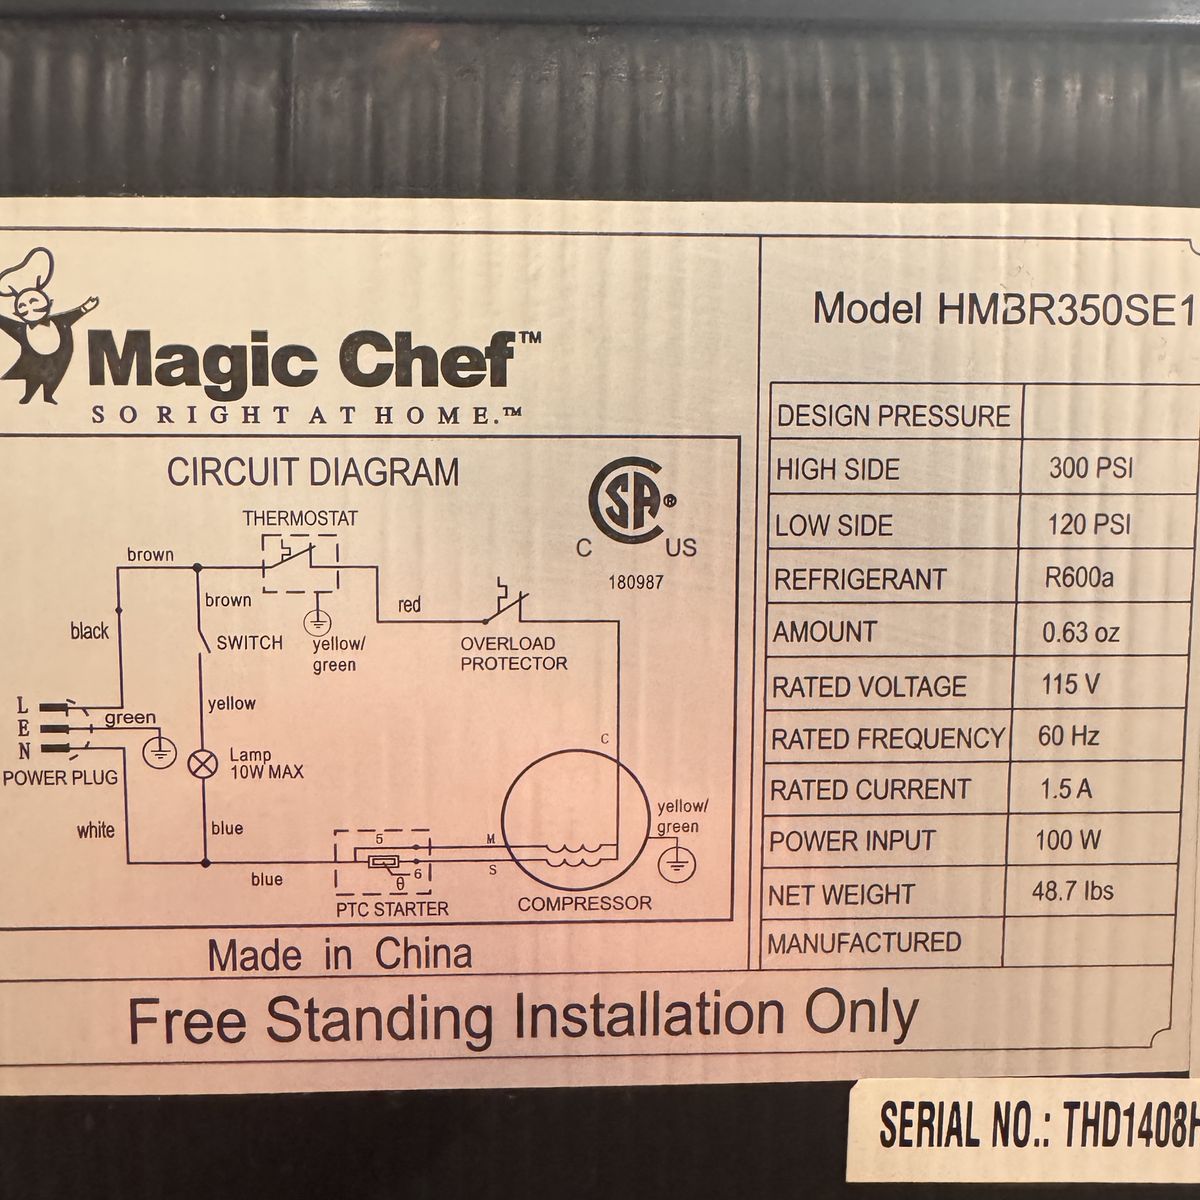 Magic Chef™
SO RIGHT AT HOME.™
CIRCUIT DIAGRAM
SA®
C US
180987
THERMOSTAT
brown
brown
black
SWITCH
yellow/
green
red
OVERLOAD
PROTECTOR
L
E
N
green
yellow
POWER PLUG
Lamp
10W MAX
C
yellow/
green
white
blue
blue
5
6
θ
M
S
PTC STARTER
COMPRESSOR
Made in China
Model HMBR350SE1
DESIGN PRESSURE
HIGH SIDE 300 PSI
LOW SIDE 120 PSI
REFRIGERANT R600a
AMOUNT 0.63 oz
RATED VOLTAGE 115 V
RATED FREQUENCY 60 Hz
RATED CURRENT 1.5 A
POWER INPUT 100 W
NET WEIGHT 48.7 lbs
MANUFACTURED
Free Standing Installation Only
SERIAL NO.: THD1408H